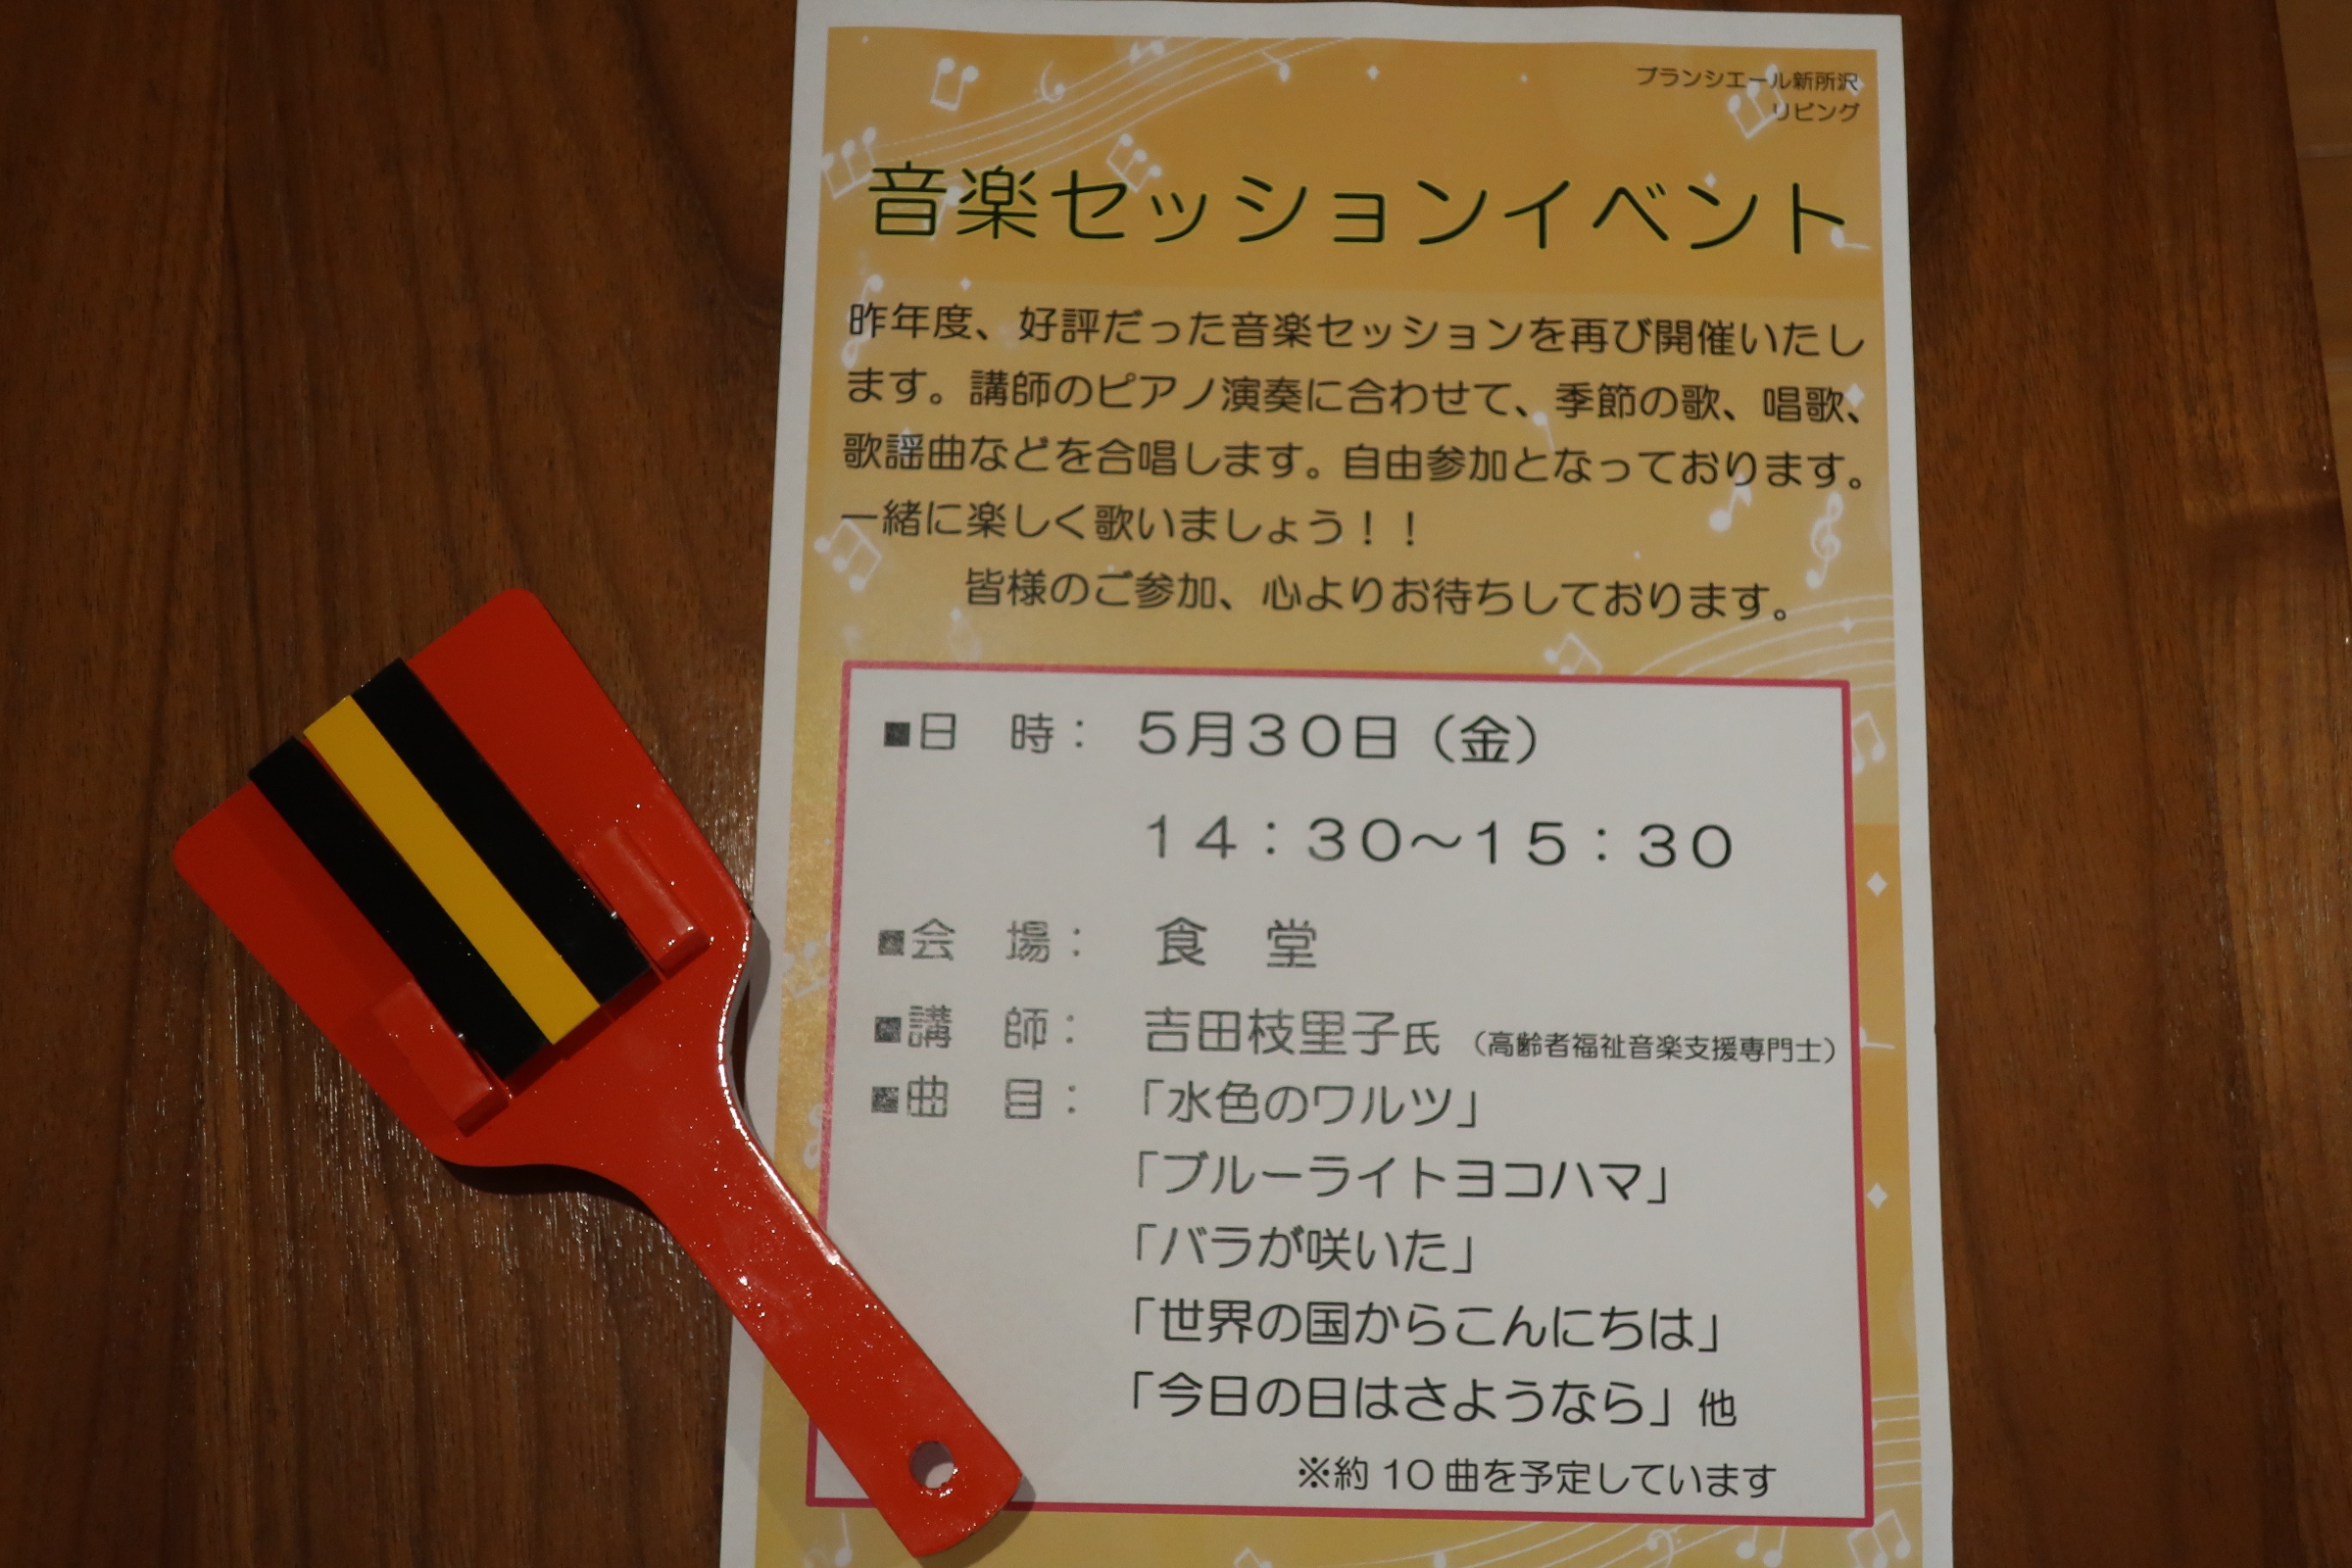 ブランシエール新所沢
リビング
音楽セッションイベント
昨年度、好評だった音楽セッションを再び開催いたし
ます。講師のピアノ演奏に合わせて、季節の歌、唱歌、
歌謡曲などを合唱します。自由参加となっております。
一緒に楽しく歌いましょう！！
皆様のご参加、心よりお待ちしております。
■日　時：　５月３０日（金）
１４：３０～１５：３０
■会　場：　食　堂
■講　師：　吉田枝里子氏　（高齢者福祉音楽支援専門士）
■曲　目：　「水色のワルツ」
「ブルーライトヨコハマ」
「バラが咲いた」
「世界の国からこんにちは」
「今日の日はさようなら」他
※約 10 曲を予定しています